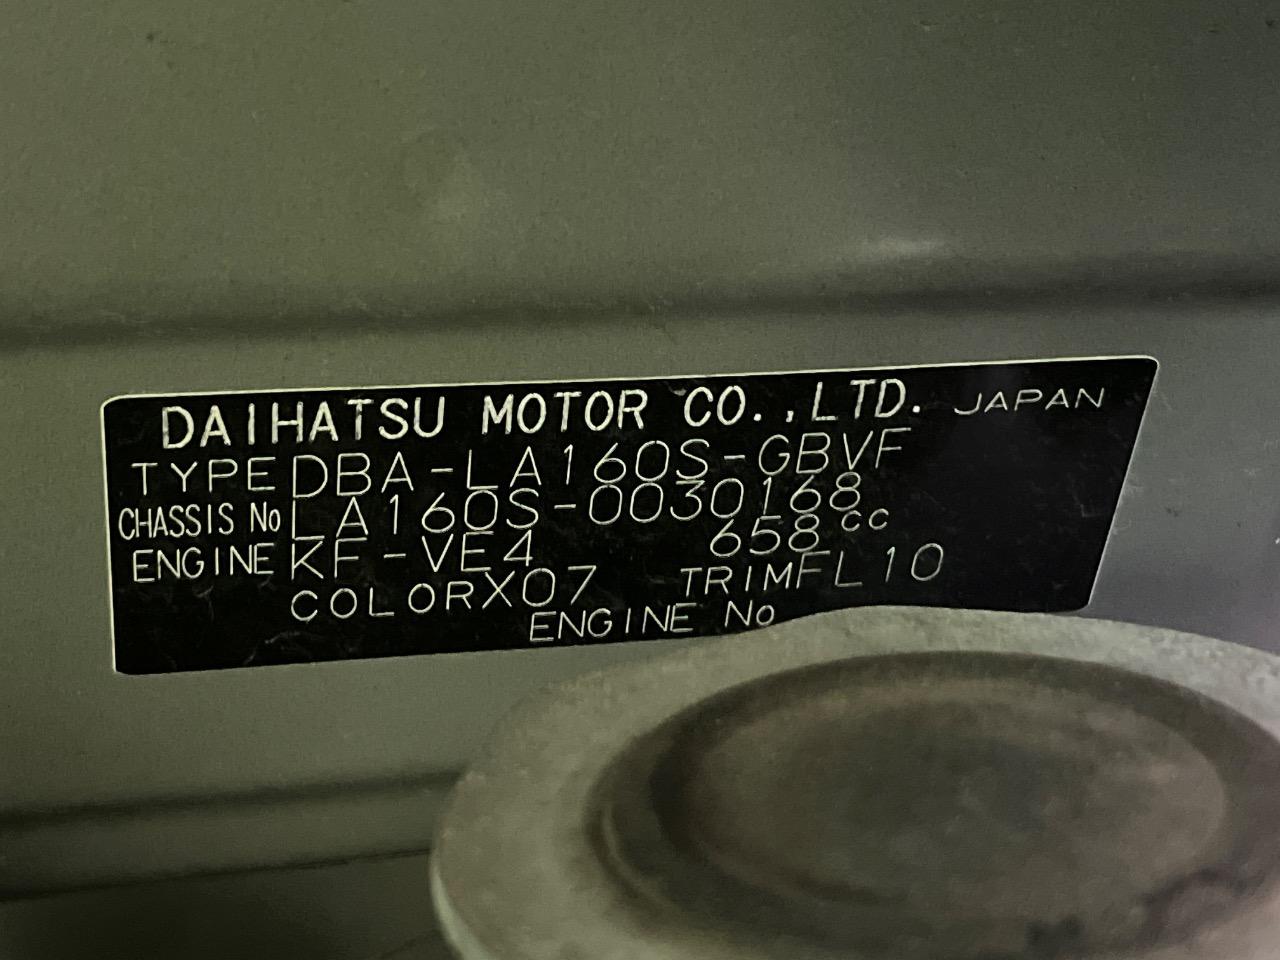 DAIHATSU MOTOR CO.,LTD. JAPAN
TYPE DBA-LA160S-GBVF
CHASSIS No LA160S-0030168
ENGINE KF-VE4 658cc
COLOR X07 TRIM FL10
ENGINE No